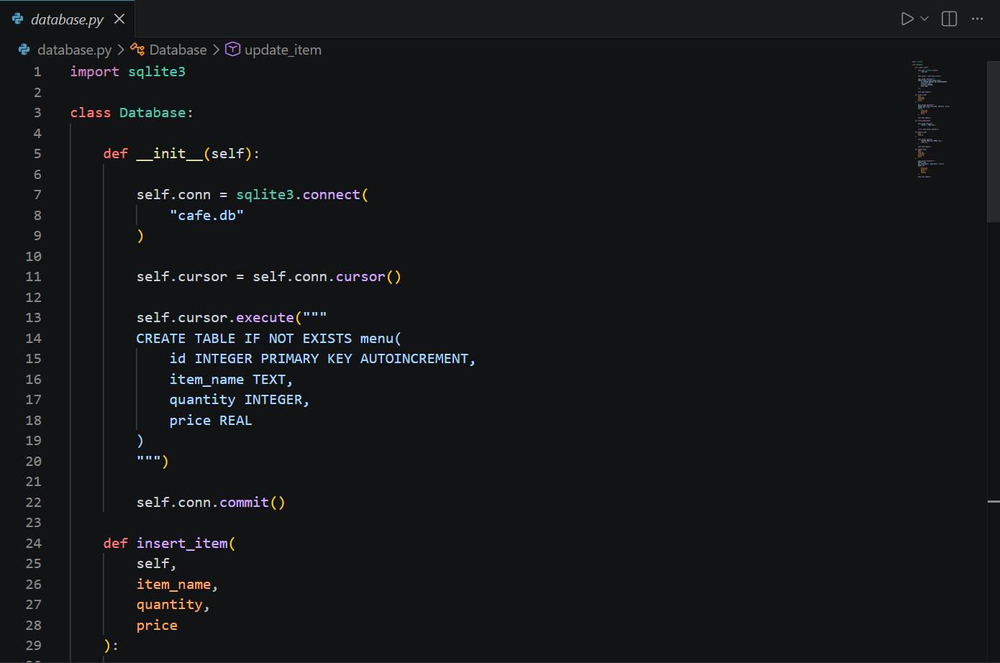 database.py
database.py > Database > update_item
1 import sqlite3
2
3 class Database:
4
5     def __init__(self):
6
7         self.conn = sqlite3.connect(
8             "cafe.db"
9         )
10
11         self.cursor = self.conn.cursor()
12
13         self.cursor.execute("""
14         CREATE TABLE IF NOT EXISTS menu(
15             id INTEGER PRIMARY KEY AUTOINCREMENT,
16             item_name TEXT,
17             quantity INTEGER,
18             price REAL
19         )
20         """)
21
22         self.conn.commit()
23
24     def insert_item(
25         self,
26         item_name,
27         quantity,
28         price
29     ):